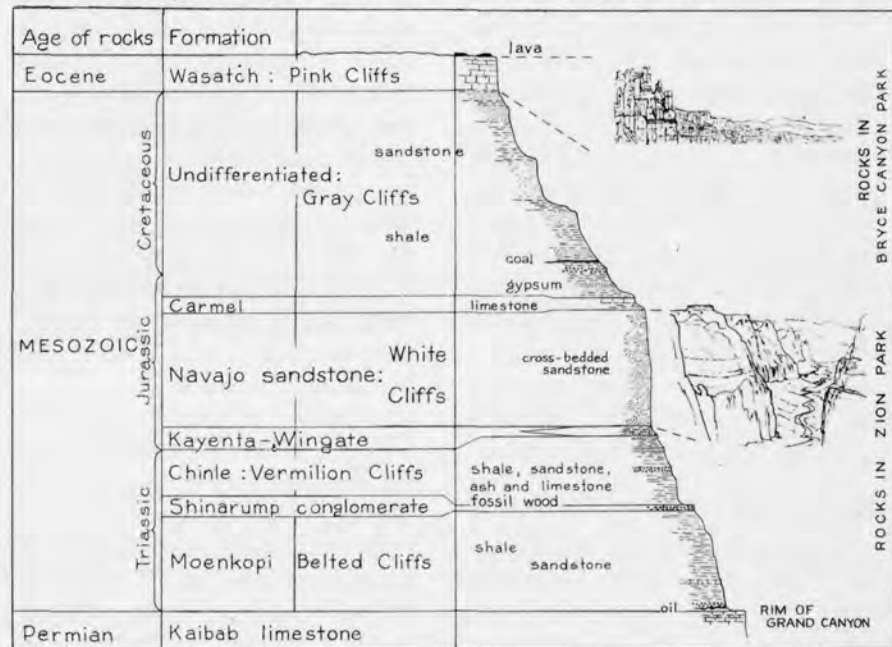 Age of rocks Formation
lava
Eocene Wasatch : Pink Cliffs
MESOZOIC
Cretaceous
Undifferentiated:
Gray Cliffs
sandstone
shale
coal
gypsum
Jurassic
Carmel limestone
Navajo sandstone:
White
Cliffs
cross-bedded
sandstone
Kayenta-Wingate
Triassic
Chinle : Vermilion Cliffs
shale, sandstone,
ash and limestone
fossil wood
Shinarump conglomerate
Moenkopi Belted Cliffs
shale
sandstone
oil
Permian Kaibab limestone
RIM OF
GRAND CANYON
ROCKS IN
BRYCE CANYON PARK
ROCKS IN ZION PARK